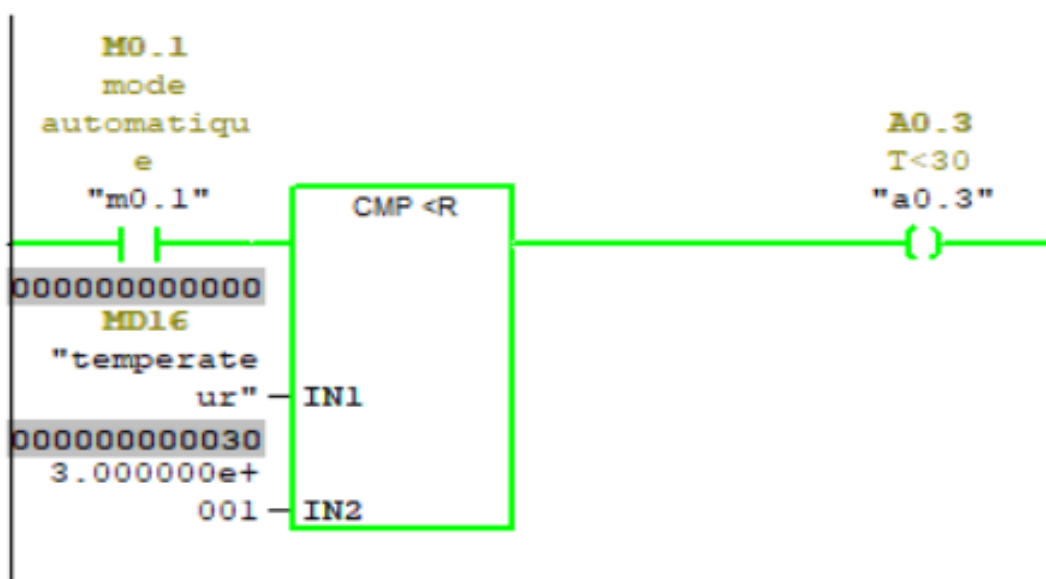 M0.1
mode
automatiqu
e
"m0.1"
CMP <R
A0.3
T<30
"a0.3"
000000000000
MD16
"temperate
ur"
IN1
000000000030
3.000000e+
001
IN2